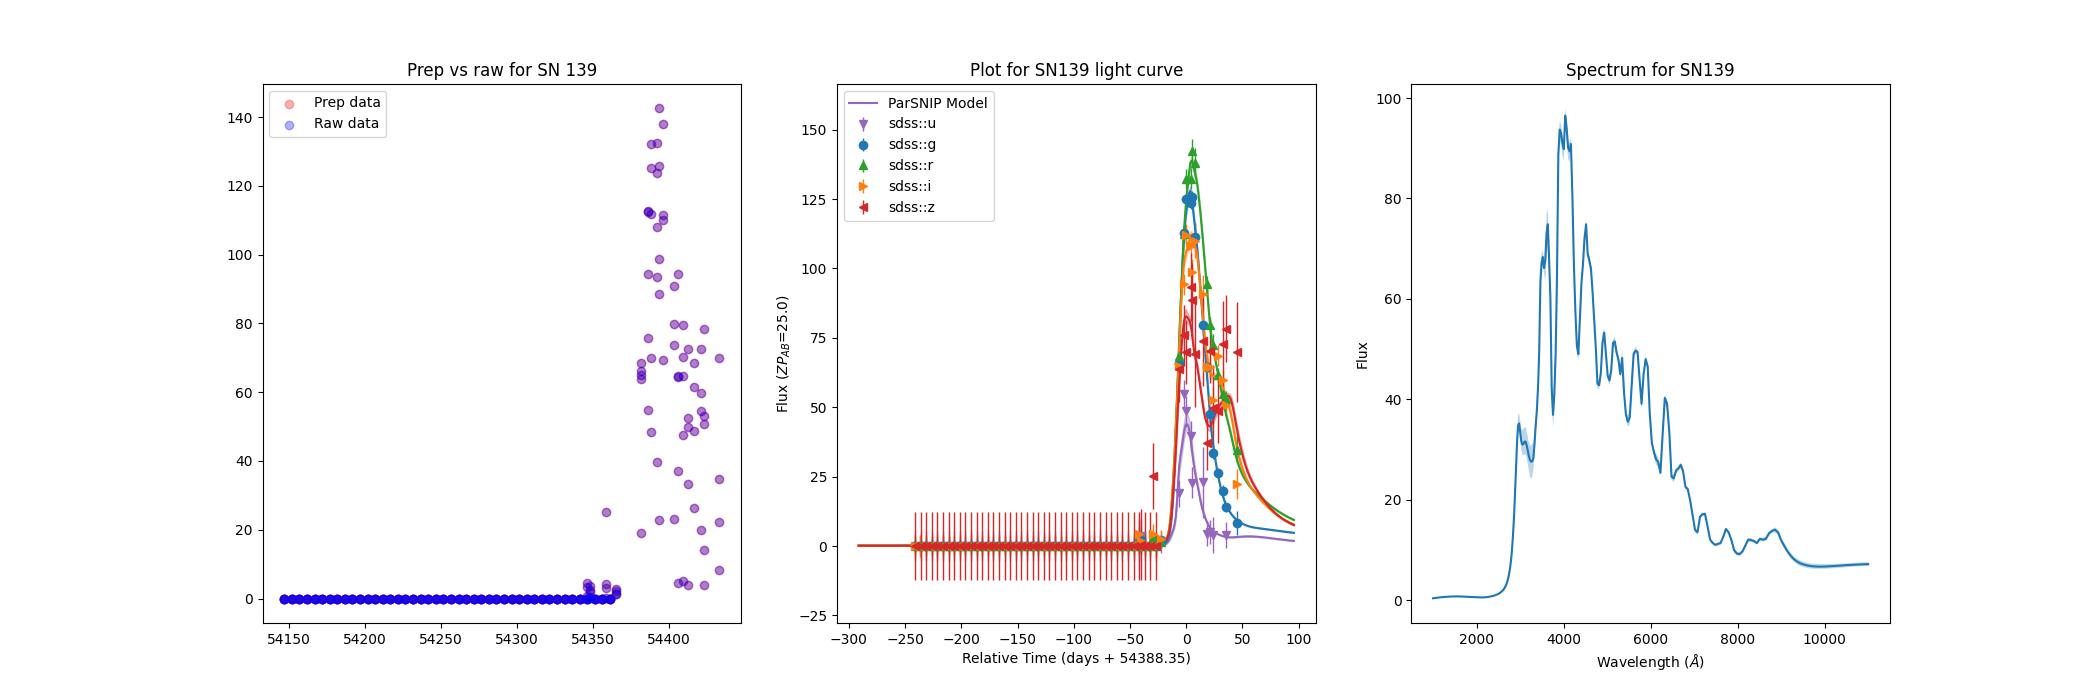 Prep vs raw for SN 139
Prep data
Raw data
0
20
40
60
80
100
120
140
54150
54200
54250
54300
54350
54400
Plot for SN139 light curve
ParSNIP Model
sdss::u
sdss::g
sdss::r
sdss::i
sdss::z
Flux (ZP_AB=25.0)
−25
0
25
50
75
100
125
150
−300
−250
−200
−150
−100
−50
0
50
100
Relative Time (days + 54388.35)
Spectrum for SN139
Flux
0
20
40
60
80
100
2000
4000
6000
8000
10000
Wavelength (Å)